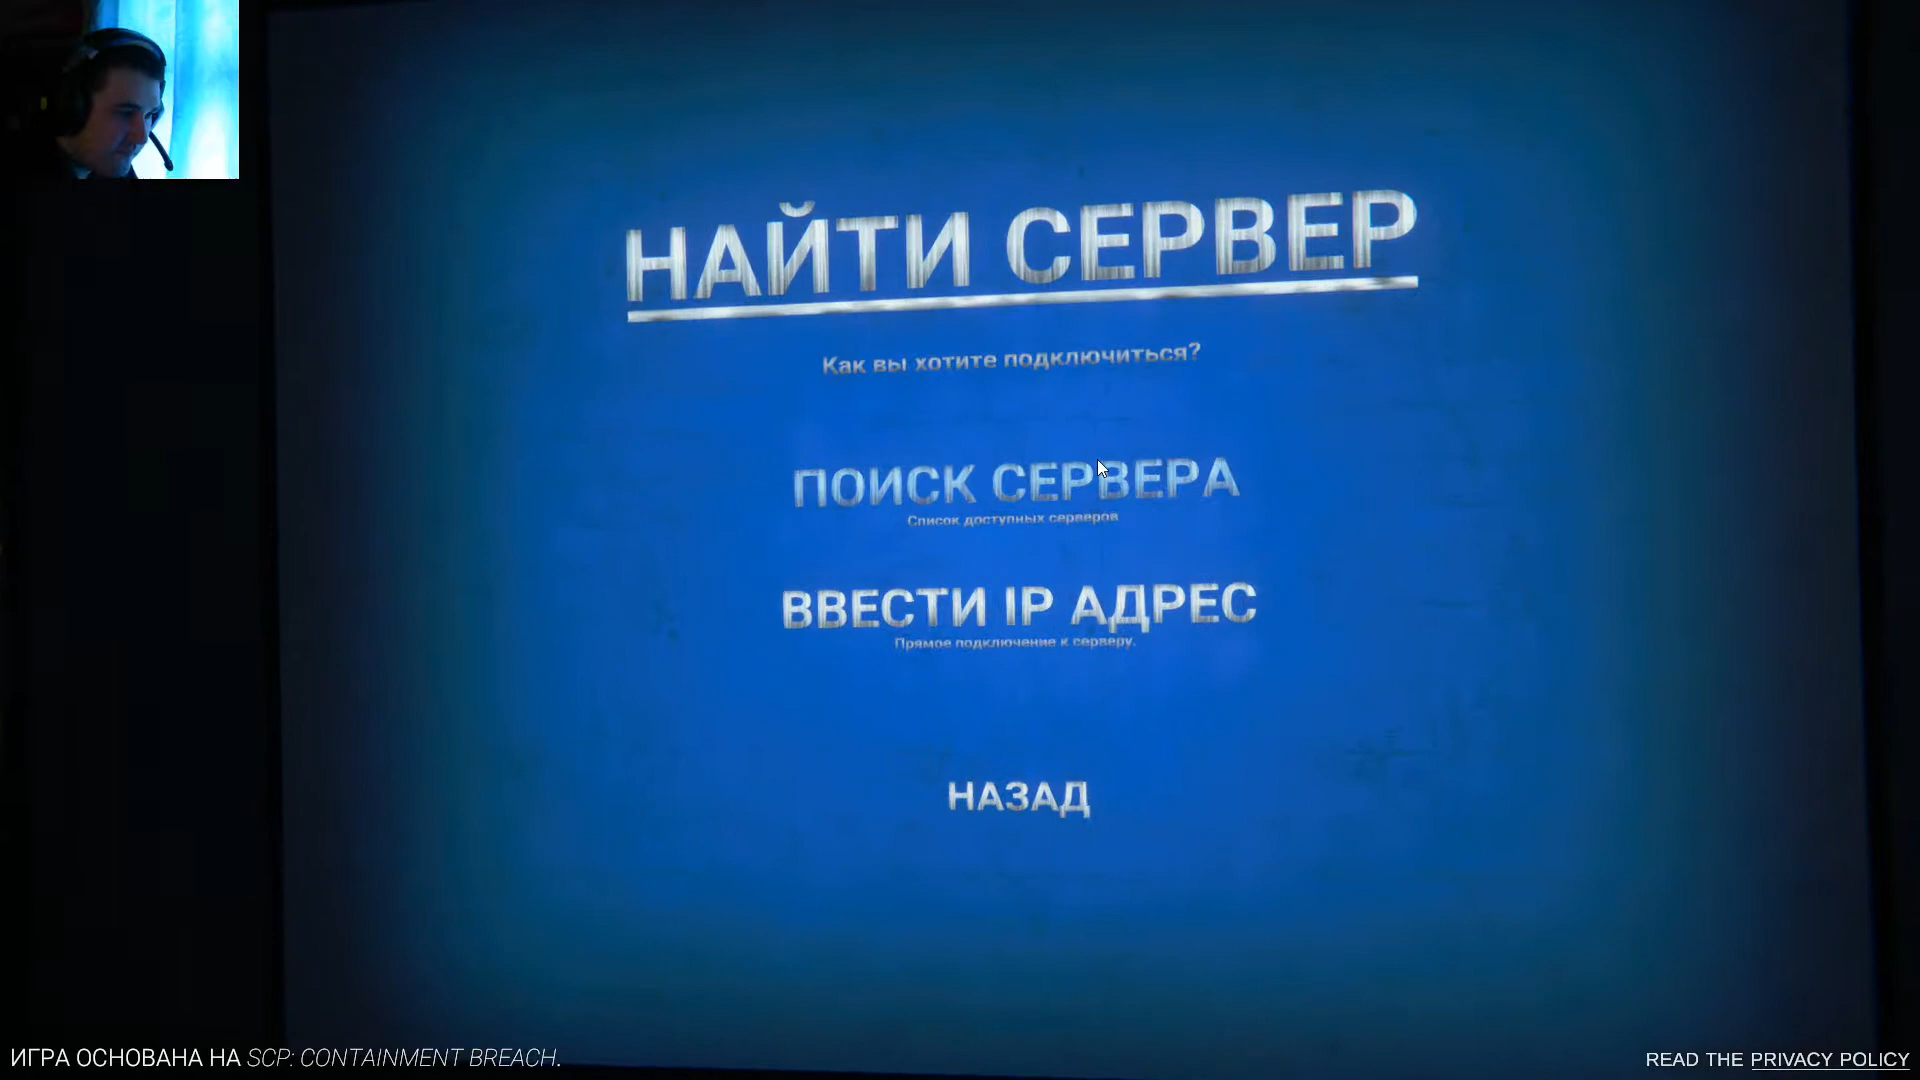 НАЙТИ СЕРВЕР
Как вы хотите подключиться?
ПОИСК СЕРВЕРА
Список доступных серверов
ВВЕСТИ IP АДРЕС
Прямое подключение к серверу.
НАЗАД
ИГРА ОСНОВАНА НА SCP: CONTAINMENT BREACH.
READ THE PRIVACY POLICY